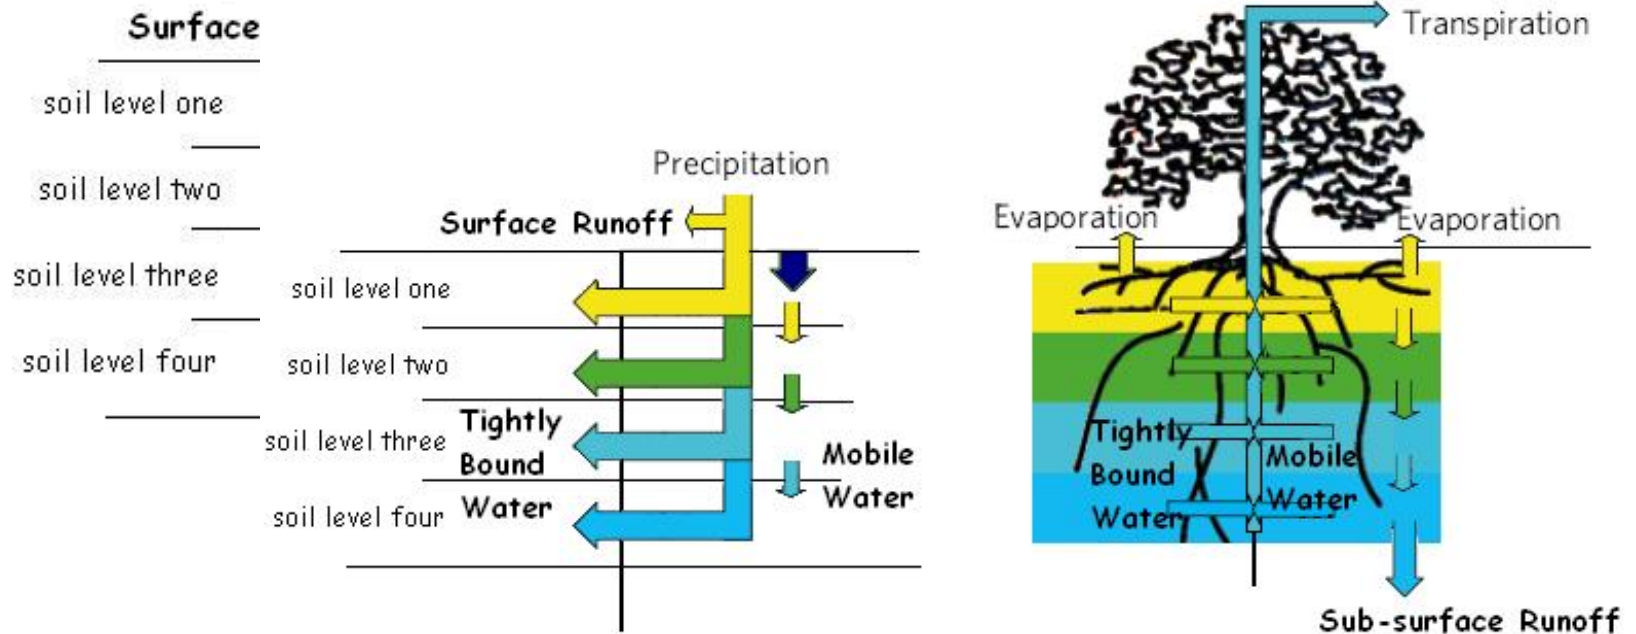 Surface
soil level one
soil level two
soil level three
soil level four
Precipitation
Surface Runoff
soil level one
soil level two
soil level three
soil level four
Tightly
Bound
Water
Mobile
Water
Transpiration
Evaporation
Evaporation
Tightly
Bound
Water
Mobile
Water
Sub-surface Runoff